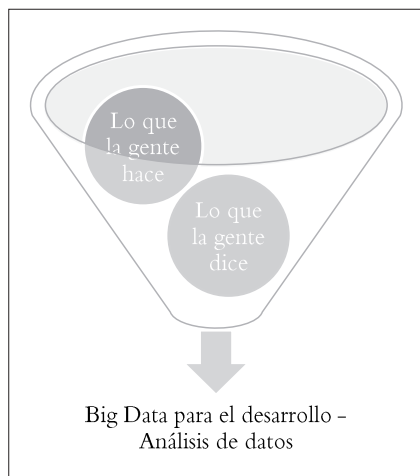 Lo que
la gente
hace
Lo que
la gente
dice
Big Data para el desarrollo –
Análisis de datos